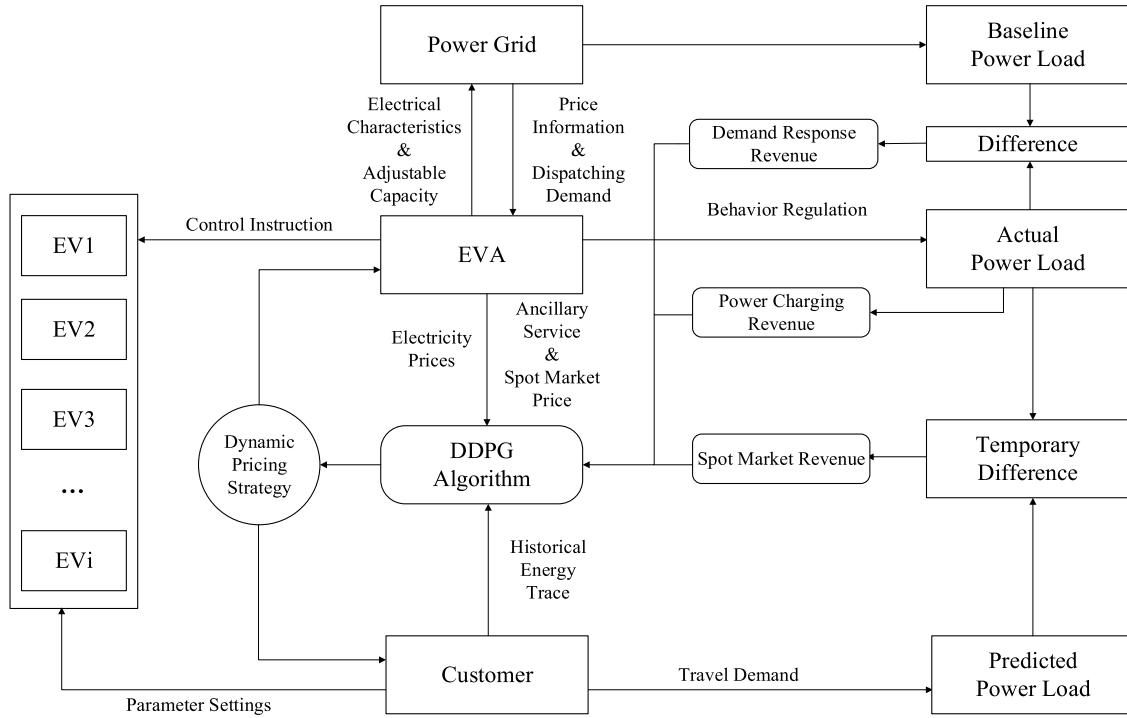 Power Grid
Baseline
Power Load
Electrical
Characteristics
&
Adjustable
Capacity
Price
Information
&
Dispatching
Demand
Demand Response
Revenue
Difference
Control Instruction
Behavior Regulation
EV1
EVA
Actual
Power Load
EV2
Electricity
Prices
Ancillary
Service
&
Spot Market
Price
Power Charging
Revenue
EV3
Dynamic
Pricing
Strategy
DDPG
Algorithm
Spot Market Revenue
Temporary
Difference
...
EVi
Historical
Energy
Trace
Customer
Travel Demand
Predicted
Power Load
Parameter Settings